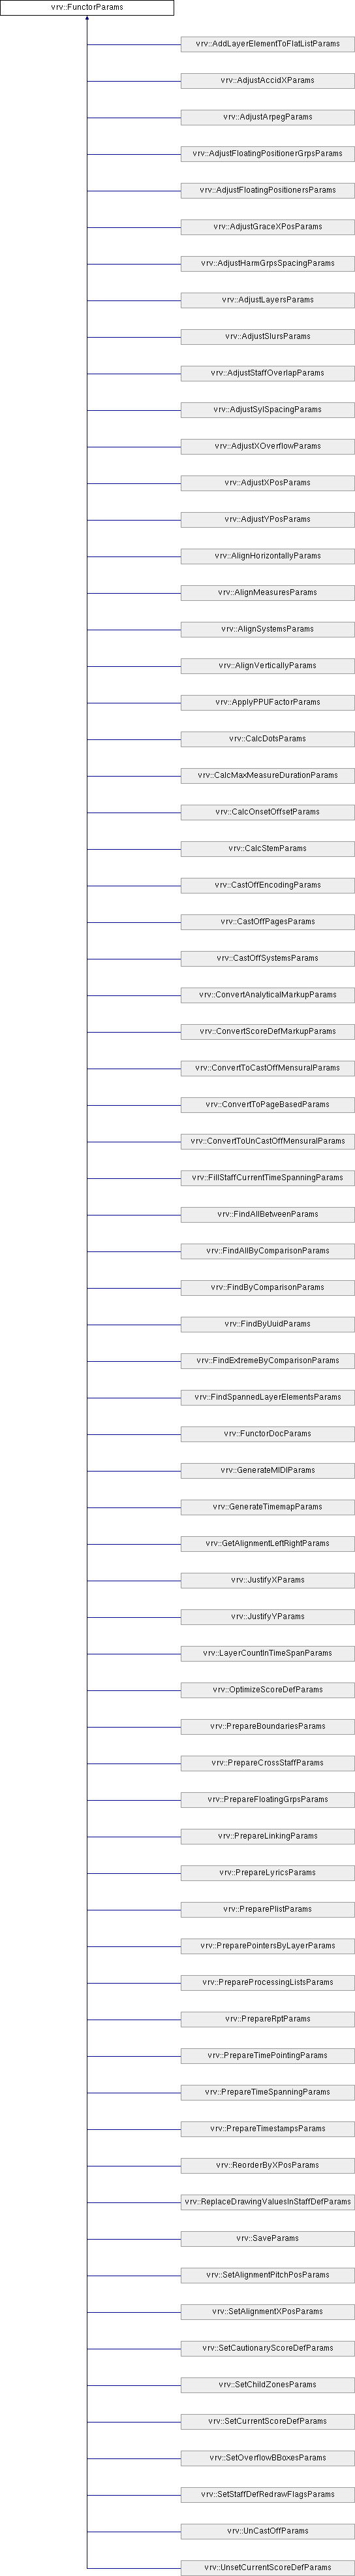 vrv::FunctorParams
vrv::AddLayerElementToFlatListParams
vrv::AdjustAccidXParams
vrv::AdjustArpegParams
vrv::AdjustFloatingPositionerGrpsParams
vrv::AdjustFloatingPositionersParams
vrv::AdjustGraceXPosParams
vrv::AdjustHarmGrpsSpacingParams
vrv::AdjustLayersParams
vrv::AdjustSlursParams
vrv::AdjustStaffOverlapParams
vrv::AdjustSylSpacingParams
vrv::AdjustXOverflowParams
vrv::AdjustXPosParams
vrv::AdjustYPosParams
vrv::AlignHorizontallyParams
vrv::AlignMeasuresParams
vrv::AlignSystemsParams
vrv::AlignVerticallyParams
vrv::ApplyPPUFactorParams
vrv::CalcDotsParams
vrv::CalcMaxMeasureDurationParams
vrv::CalcOnsetOffsetParams
vrv::CalcStemParams
vrv::CastOffEncodingParams
vrv::CastOffPagesParams
vrv::CastOffSystemsParams
vrv::ConvertAnalyticalMarkupParams
vrv::ConvertScoreDefMarkupParams
vrv::ConvertToCastOffMensuralParams
vrv::ConvertToPageBasedParams
vrv::ConvertToUnCastOffMensuralParams
vrv::FillStaffCurrentTimeSpanningParams
vrv::FindAllBetweenParams
vrv::FindAllByComparisonParams
vrv::FindByComparisonParams
vrv::FindByUuidParams
vrv::FindExtremeByComparisonParams
vrv::FindSpannedLayerElementsParams
vrv::FunctorDocParams
vrv::GenerateMIDIParams
vrv::GenerateTimemapParams
vrv::GetAlignmentLeftRightParams
vrv::JustifyXParams
vrv::JustifyYParams
vrv::LayerCountInTimeSpanParams
vrv::OptimizeScoreDefParams
vrv::PrepareBoundariesParams
vrv::PrepareCrossStaffParams
vrv::PrepareFloatingGrpsParams
vrv::PrepareLinkingParams
vrv::PrepareLyricsParams
vrv::PreparePlistParams
vrv::PreparePointersByLayerParams
vrv::PrepareProcessingListsParams
vrv::PrepareRptParams
vrv::PrepareTimePointingParams
vrv::PrepareTimeSpanningParams
vrv::PrepareTimestampsParams
vrv::ReorderByXPosParams
vrv::ReplaceDrawingValuesInStaffDefParams
vrv::SaveParams
vrv::SetAlignmentPitchPosParams
vrv::SetAlignmentXPosParams
vrv::SetCautionaryScoreDefParams
vrv::SetChildZonesParams
vrv::SetCurrentScoreDefParams
vrv::SetOverflowBBoxesParams
vrv::SetStaffDefRedrawFlagsParams
vrv::UnCastOffParams
vrv::UnsetCurrentScoreDefParams